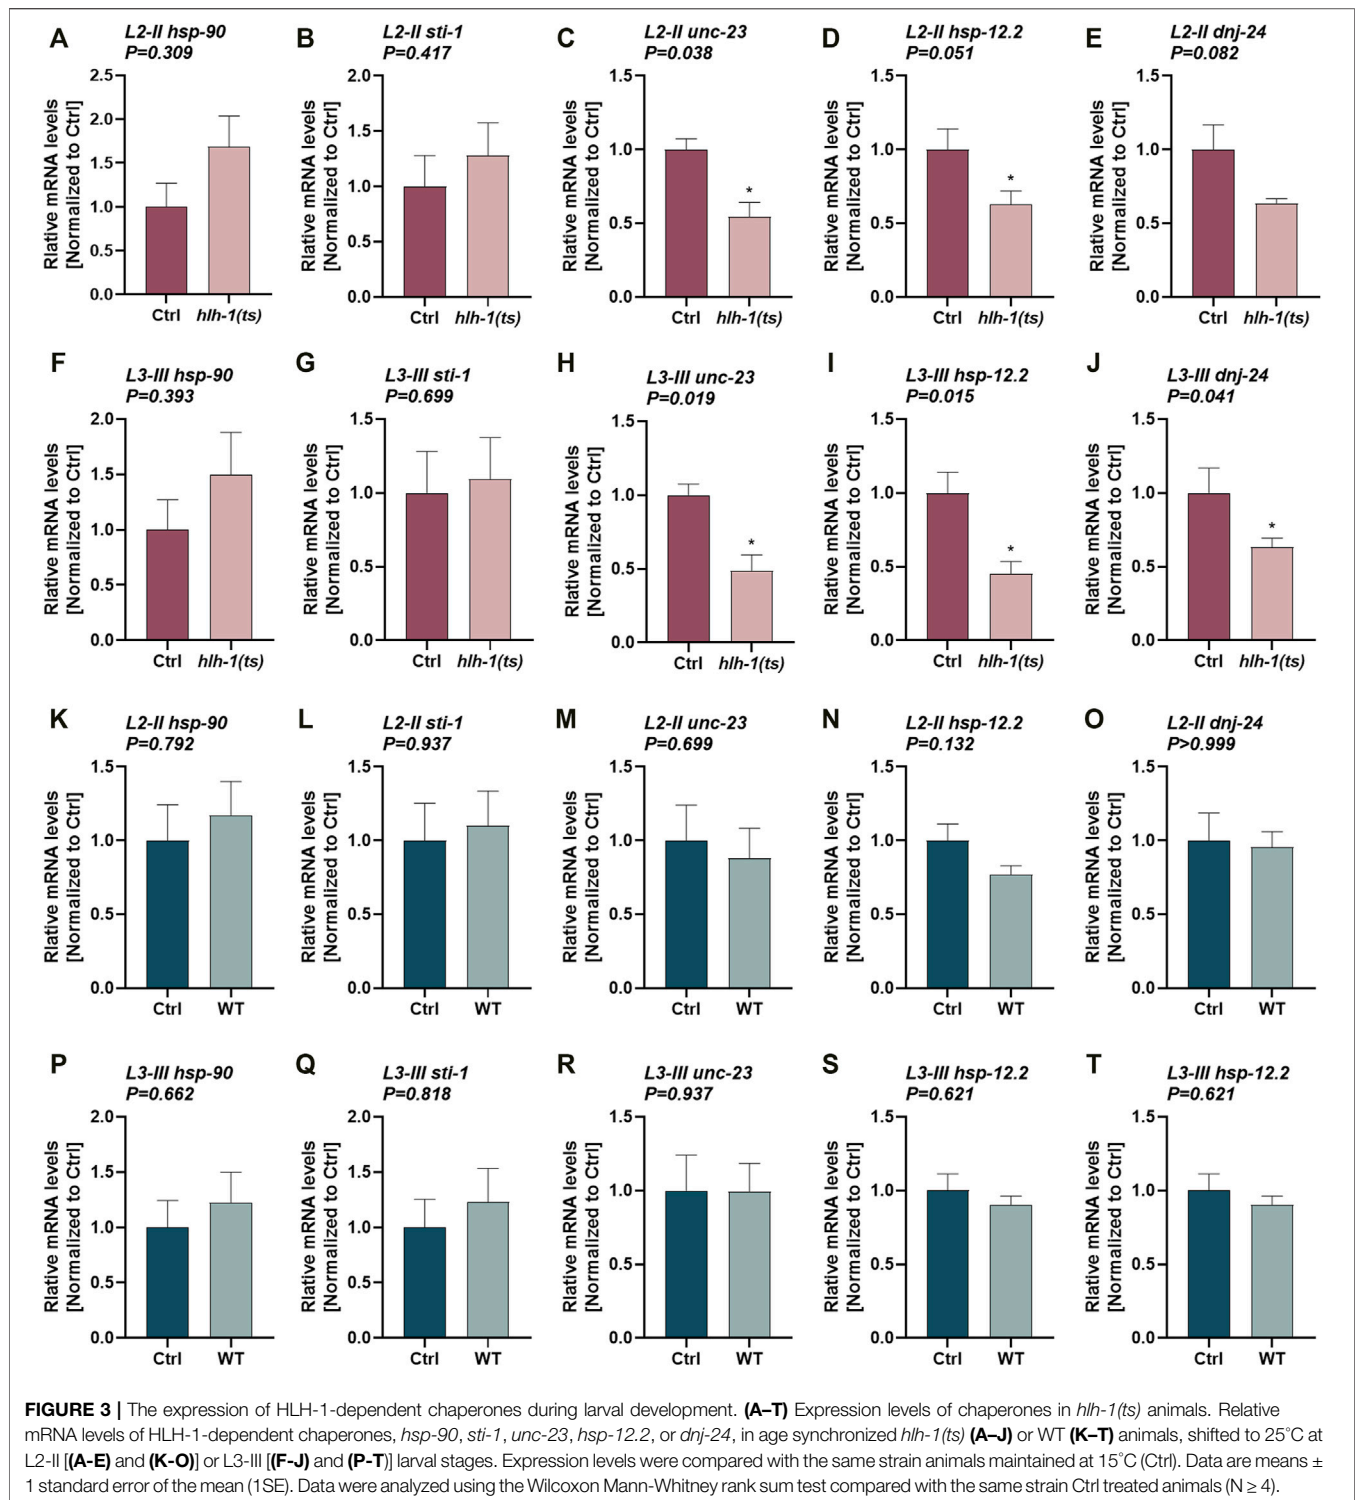 A
L2-II hsp-90
P=0.309
Rlative mRNA levels
[Normalized to Ctrl]
2.5
2.0
1.5
1.0
0.5
0.0
Ctrl hlh-1(ts)
B
L2-II sti-1
P=0.417
Rlative mRNA levels
[Normalized to Ctrl]
2.0
1.5
1.0
0.5
0.0
Ctrl hlh-1(ts)
C
L2-II unc-23
P=0.038
Rlative mRNA levels
[Normalized to Ctrl]
1.5
1.0
0.5
0.0
*
Ctrl hlh-1(ts)
D
L2-II hsp-12.2
P=0.051
Rlative mRNA levels
[Normalized to Ctrl]
1.5
1.0
0.5
0.0
*
Ctrl hlh-1(ts)
E
L2-II dnj-24
P=0.082
Rlative mRNA levels
[Normalized to Ctrl]
1.5
1.0
0.5
0.0
Ctrl hlh-1(ts)
F
L3-III hsp-90
P=0.393
Rlative mRNA levels
[Normalized to Ctrl]
2.0
1.5
1.0
0.5
0.0
Ctrl hlh-1(ts)
G
L3-III sti-1
P=0.699
Rlative mRNA levels
[Normalized to Ctrl]
1.5
1.0
0.5
0.0
Ctrl hlh-1(ts)
H
L3-III unc-23
P=0.019
Rlative mRNA levels
[Normalized to Ctrl]
1.5
1.0
0.5
0.0
*
Ctrl hlh-1(ts)
I
L3-III hsp-12.2
P=0.015
Rlative mRNA levels
[Normalized to Ctrl]
1.5
1.0
0.5
0.0
*
Ctrl hlh-1(ts)
J
L3-III dnj-24
P=0.041
Rlative mRNA levels
[Normalized to Ctrl]
1.5
1.0
0.5
0.0
*
Ctrl hlh-1(ts)
K
L2-II hsp-90
P=0.792
Rlative mRNA levels
[Normalized to Ctrl]
1.5
1.0
0.5
0.0
Ctrl WT
L
L2-II sti-1
P=0.937
Rlative mRNA levels
[Normalized to Ctrl]
1.5
1.0
0.5
0.0
Ctrl WT
M
L2-II unc-23
P=0.699
Rlative mRNA levels
[Normalized to Ctrl]
1.5
1.0
0.5
0.0
Ctrl WT
N
L2-II hsp-12.2
P=0.132
Rlative mRNA levels
[Normalized to Ctrl]
1.5
1.0
0.5
0.0
Ctrl WT
O
L2-II dnj-24
P>0.999
Rlative mRNA levels
[Normalized to Ctrl]
1.5
1.0
0.5
0.0
Ctrl WT
P
L3-III hsp-90
P=0.662
Rlative mRNA levels
[Normalized to Ctrl]
2.0
1.5
1.0
0.5
0.0
Ctrl WT
Q
L3-III sti-1
P=0.818
Rlative mRNA levels
[Normalized to Ctrl]
2.0
1.5
1.0
0.5
0.0
Ctrl WT
R
L3-III unc-23
P=0.937
Rlative mRNA levels
[Normalized to Ctrl]
1.5
1.0
0.5
0.0
Ctrl WT
S
L3-III hsp-12.2
P=0.621
Rlative mRNA levels
[Normalized to Ctrl]
1.5
1.0
0.5
0.0
Ctrl WT
T
L3-III hsp-12.2
P=0.621
Rlative mRNA levels
[Normalized to Ctrl]
1.5
1.0
0.5
0.0
Ctrl WT
FIGURE 3 | The expression of HLH-1-dependent chaperones during larval development. (A–T) Expression levels of chaperones in hlh-1(ts) animals. Relative
mRNA levels of HLH-1-dependent chaperones, hsp-90, sti-1, unc-23, hsp-12.2, or dnj-24, in age synchronized hlh-1(ts) (A–J) or WT (K–T) animals, shifted to 25°C at
L2-II [(A-E) and (K-O)] or L3-III [(F-J) and (P-T)] larval stages. Expression levels were compared with the same strain animals maintained at 15°C (Ctrl). Data are means ±
1 standard error of the mean (1SE). Data were analyzed using the Wilcoxon Mann-Whitney rank sum test compared with the same strain Ctrl treated animals (N ≥ 4).